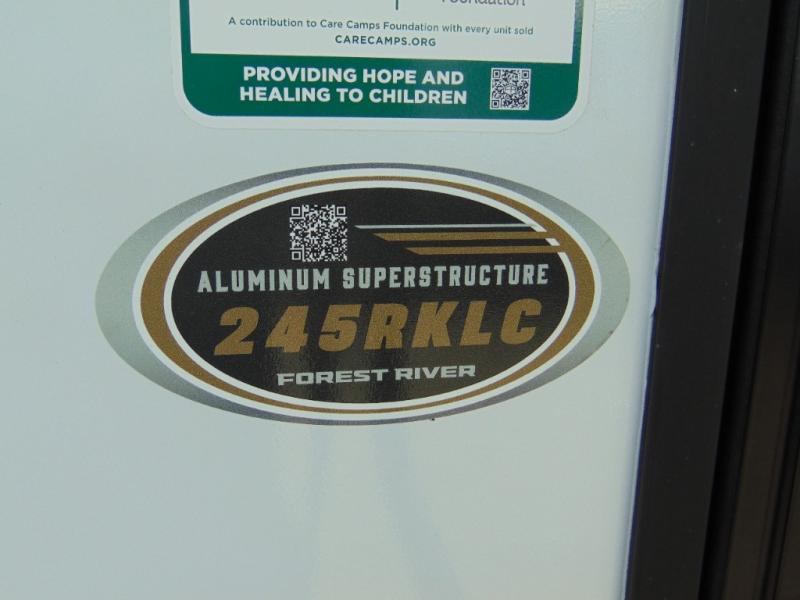 Foundation
A contribution to Care Camps Foundation with every unit sold
CARECAMPS.ORG
PROVIDING HOPE AND
HEALING TO CHILDREN
ALUMINUM SUPERSTRUCTURE
245RKLC
FOREST RIVER